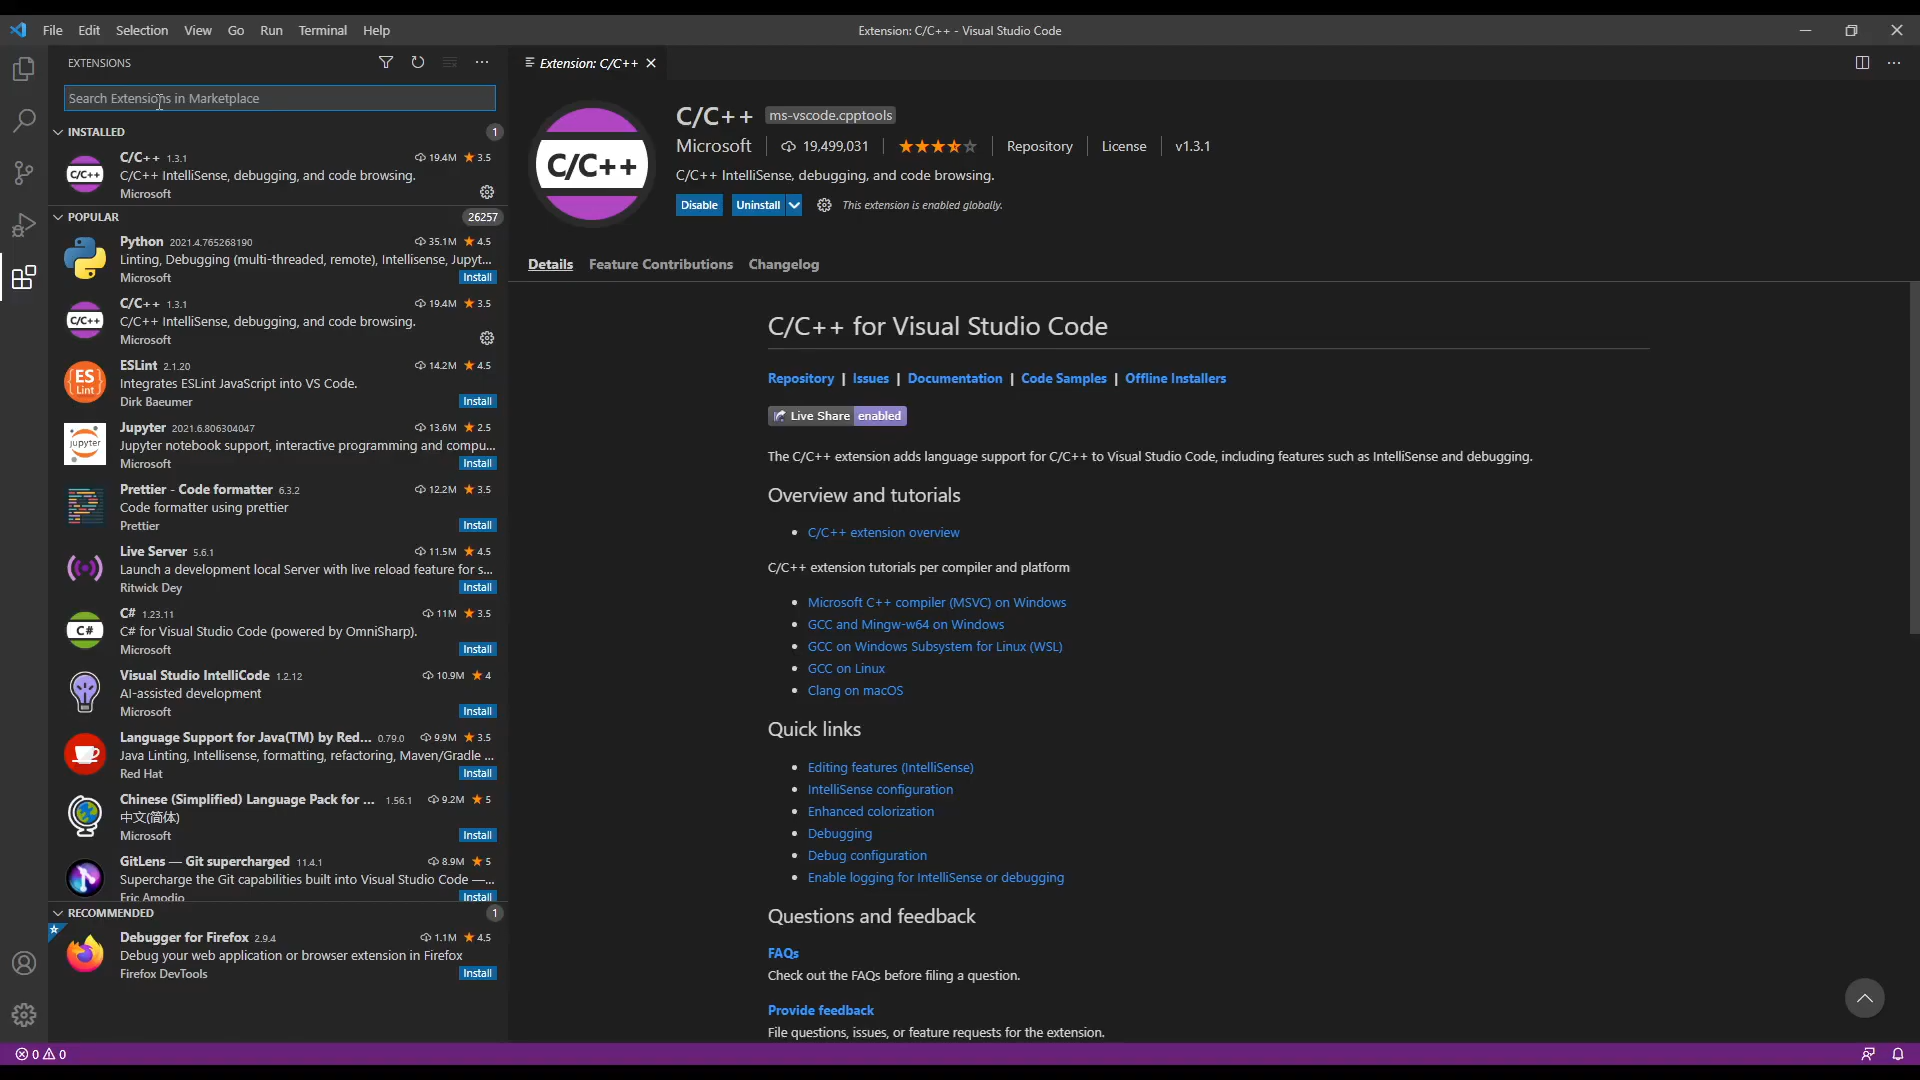 File Edit Selection View Go Run Terminal Help
Extension: C/C++ - Visual Studio Code
EXTENSIONS
Search Extensions in Marketplace
INSTALLED 1
C/C++ 1.3.1 19.4M 3.5
C/C++ IntelliSense, debugging, and code browsing.
Microsoft
C/C++
POPULAR 26257
Python 2021.4.765268190 35.1M 4.5
Linting, Debugging (multi-threaded, remote), Intellisense, Jupyt...
Microsoft Install
C/C++ 1.3.1 19.4M 3.5
C/C++ IntelliSense, debugging, and code browsing.
Microsoft
C/C++
ESLint 2.1.20 14.2M 4.5
Integrates ESLint JavaScript into VS Code.
Dirk Baeumer Install
ES
Lint
Jupyter 2021.6.806304047 13.6M 2.5
Jupyter notebook support, interactive programming and compu...
Microsoft Install
jupyter
Prettier - Code formatter 6.3.2 12.2M 3.5
Code formatter using prettier
Prettier Install
Live Server 5.6.1 11.5M 4.5
Launch a development local Server with live reload feature for s...
Ritwick Dey Install
C# 1.23.11 11M 3.5
C# for Visual Studio Code (powered by OmniSharp).
Microsoft Install
C#
Visual Studio IntelliCode 1.2.12 10.9M 4
AI-assisted development
Microsoft Install
Language Support for Java(TM) by Red... 0.79.0 9.9M 3.5
Java Linting, Intellisense, formatting, refactoring, Maven/Gradle ...
Red Hat Install
Chinese (Simplified) Language Pack for ... 1.56.1 9.2M 5
中文(简体)
Microsoft Install
GitLens — Git supercharged 11.4.1 8.9M 5
Supercharge the Git capabilities built into Visual Studio Code —...
Eric Amodio Install
RECOMMENDED 1
Debugger for Firefox 2.9.4 1.1M 4.5
Debug your web application or browser extension in Firefox
Firefox DevTools Install
Extension: C/C++
C/C++
C/C++ ms-vscode.cpptools
Microsoft 19,499,031 Repository License v1.3.1
C/C++ IntelliSense, debugging, and code browsing.
Disable Uninstall This extension is enabled globally.
Details Feature Contributions Changelog
C/C++ for Visual Studio Code
Repository | Issues | Documentation | Code Samples | Offline Installers
Live Share enabled
The C/C++ extension adds language support for C/C++ to Visual Studio Code, including features such as IntelliSense and debugging.
Overview and tutorials
C/C++ extension overview
C/C++ extension tutorials per compiler and platform
Microsoft C++ compiler (MSVC) on Windows
GCC and Mingw-w64 on Windows
GCC on Windows Subsystem for Linux (WSL)
GCC on Linux
Clang on macOS
Quick links
Editing features (IntelliSense)
IntelliSense configuration
Enhanced colorization
Debugging
Debug configuration
Enable logging for IntelliSense or debugging
Questions and feedback
FAQs
Check out the FAQs before filing a question.
Provide feedback
File questions, issues, or feature requests for the extension.
0 0